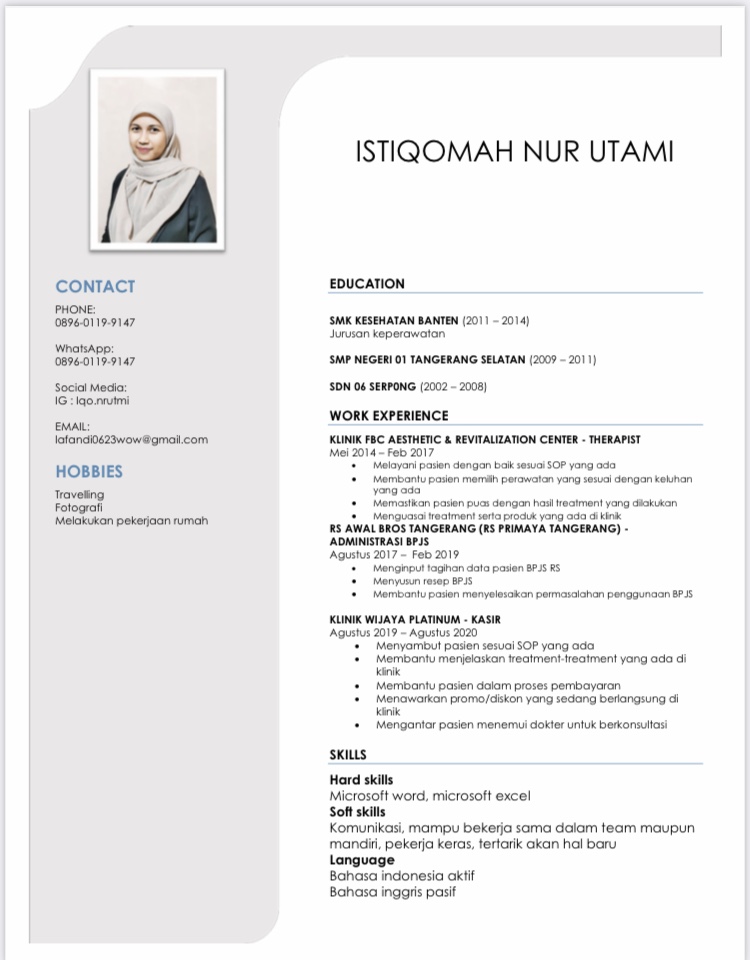 ISTIQOMAH NUR UTAMI
CONTACT
PHONE:
0896-0119-9147
WhatsApp:
0896-0119-9147
Social Media:
IG : Iqo.nrutmi
EMAIL:
lafandi0623wow@gmail.com
HOBBIES
Travelling
Fotografi
Melakukan pekerjaan rumah
EDUCATION
SMK KESEHATAN BANTEN (2011 – 2014)
Jurusan keperawatan
SMP NEGERI 01 TANGERANG SELATAN (2009 – 2011)
SDN 06 SERPONG (2002 – 2008)
WORK EXPERIENCE
KLINIK FBC AESTHETIC & REVITALIZATION CENTER - THERAPIST
Mei 2014 – Feb 2017
• Melayani pasien dengan baik sesuai SOP yang ada
• Membantu pasien memilih perawatan yang sesuai dengan keluhan
yang ada
• Memastikan pasien puas dengan hasil treatment yang dilakukan
• Menguasai treatment serta produk yang ada di klinik
RS AWAL BROS TANGERANG (RS PRIMAYA TANGERANG) -
ADMINISTRASI BPJS
Agustus 2017 – Feb 2019
• Menginput tagihan data pasien BPJS RS
• Menyusun resep BPJS
• Membantu pasien menyelesaikan permasalahan penggunaan BPJS
KLINIK WIJAYA PLATINUM - KASIR
Agustus 2019 – Agustus 2020
• Menyambut pasien sesuai SOP yang ada
• Membantu menjelaskan treatment-treatment yang ada di
klinik
• Membantu pasien dalam proses pembayaran
• Menawarkan promo/diskon yang sedang berlangsung di
klinik
• Mengantar pasien menemui dokter untuk berkonsultasi
SKILLS
Hard skills
Microsoft word, microsoft excel
Soft skills
Komunikasi, mampu bekerja sama dalam team maupun
mandiri, pekerja keras, tertarik akan hal baru
Language
Bahasa indonesia aktif
Bahasa inggris pasif